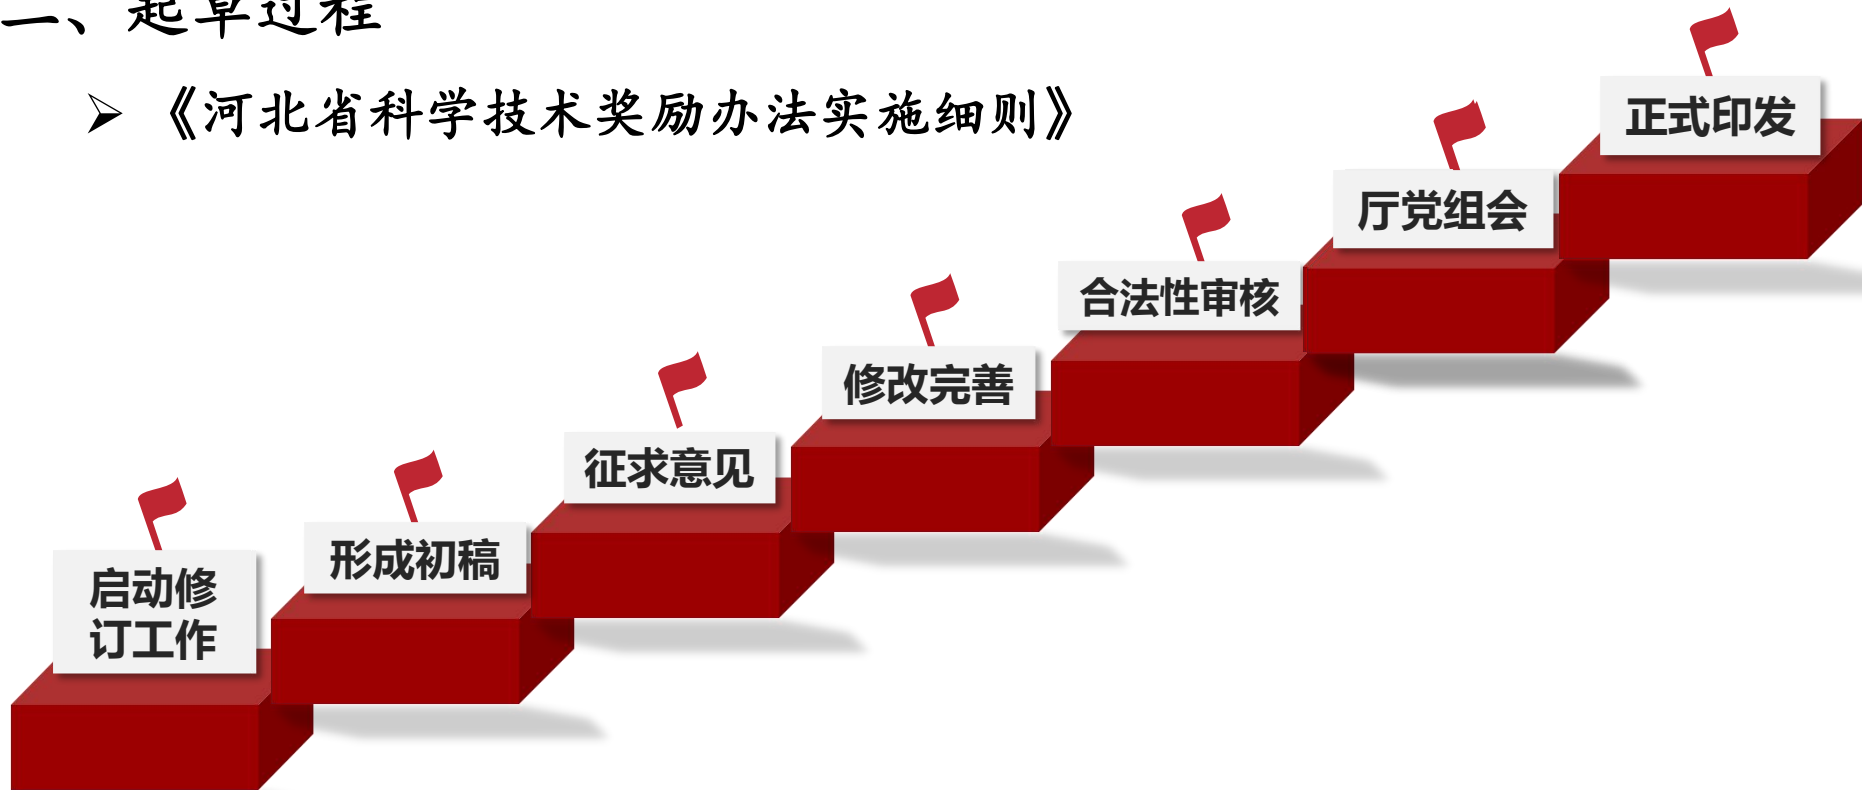 二、起草过程
《河北省科学技术奖励办法实施细则》
启动修
订工作
形成初稿
征求意见
修改完善
合法性审核
厅党组会
正式印发